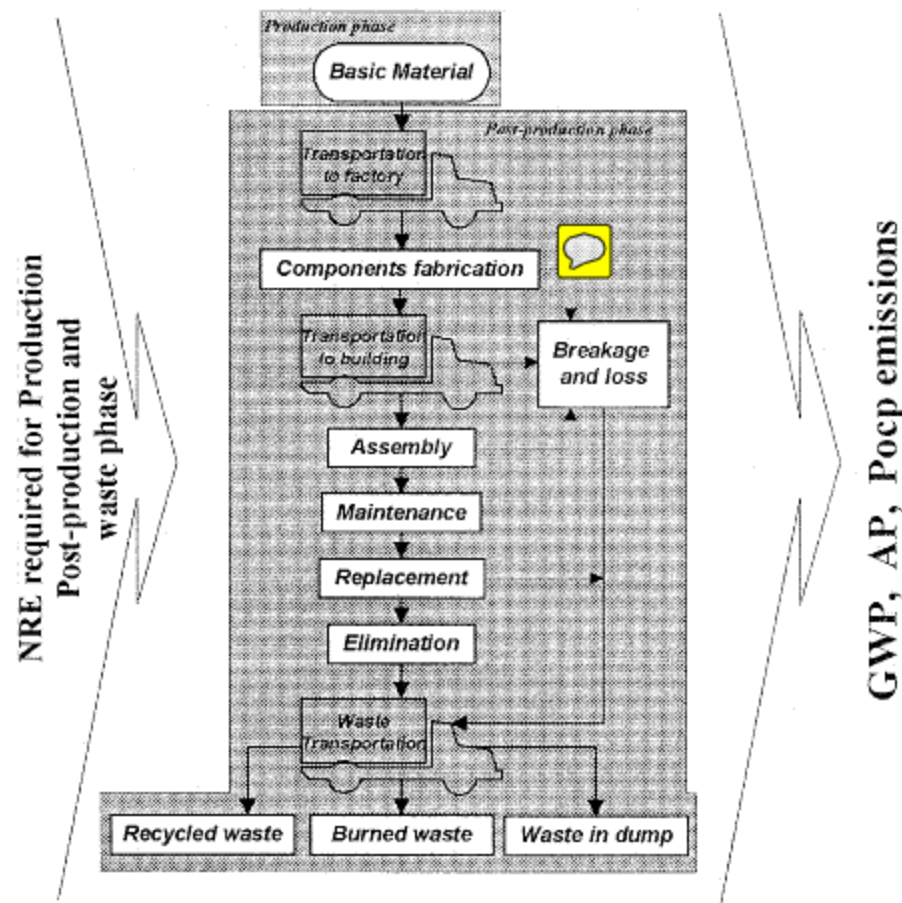 Production phase
Basic Material
Post-production phase
Transportation
to factory
Components fabrication
Transportation
to building
Breakage
and loss
Assembly
Maintenance
Replacement
Elimination
Waste
Transportation
Recycled waste
Burned waste
Waste in dump
NRE required for Production
Post-production and
waste phase
GWP, AP, Pocp emissions